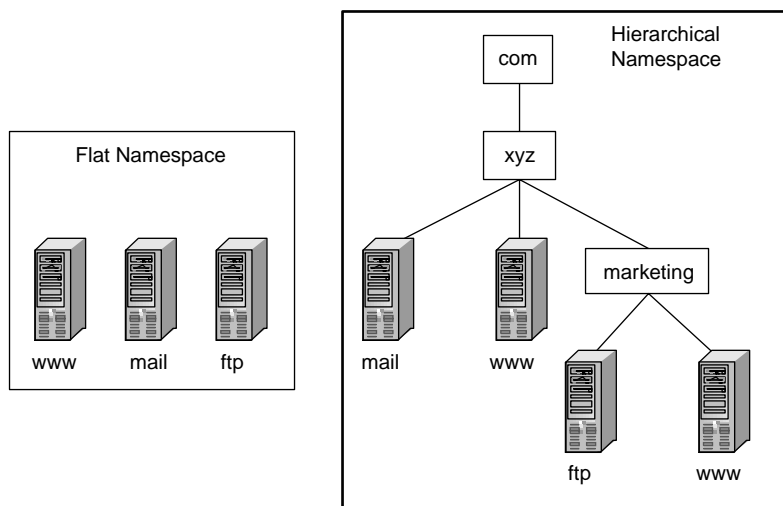 Flat Namespace
www mail ftp
Hierarchical
Namespace
com
xyz
marketing
mail www
ftp www